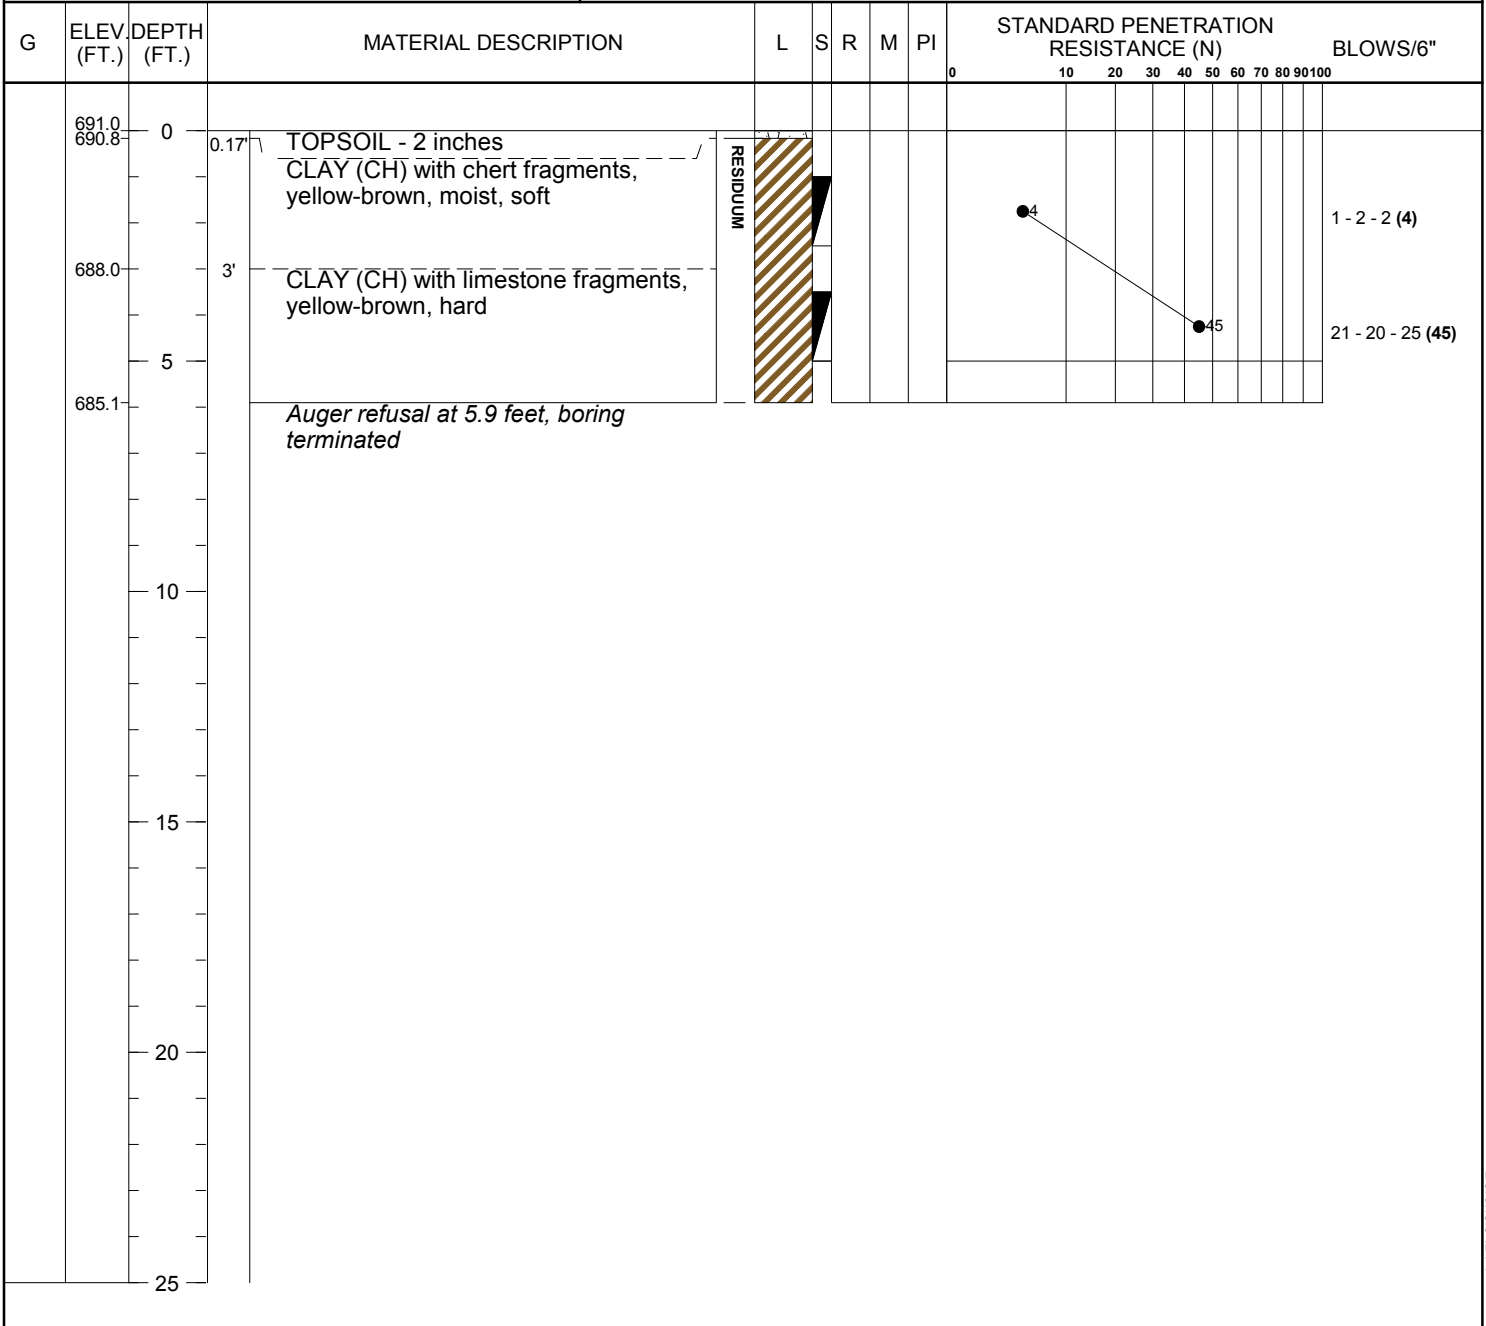 G
ELEV. (FT.)
DEPTH (FT.)
MATERIAL DESCRIPTION
L
S
R
M
PI
STANDARD PENETRATION
RESISTANCE (N)
BLOWS/6"
0 10 20 30 40 50 60 70 80 90 100
691.0
690.8
0
0.17'
TOPSOIL - 2 inches
CLAY (CH) with chert fragments,
yellow-brown, moist, soft
RESIDUUM
4
1 - 2 - 2 (4)
688.0
3'
CLAY (CH) with limestone fragments,
yellow-brown, hard
45
21 - 20 - 25 (45)
5
685.1
Auger refusal at 5.9 feet, boring
terminated
10
15
20
25